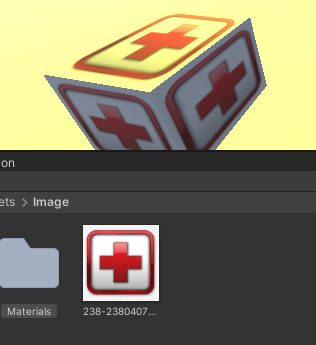 on
ets > Image
Materials
238-2380407...